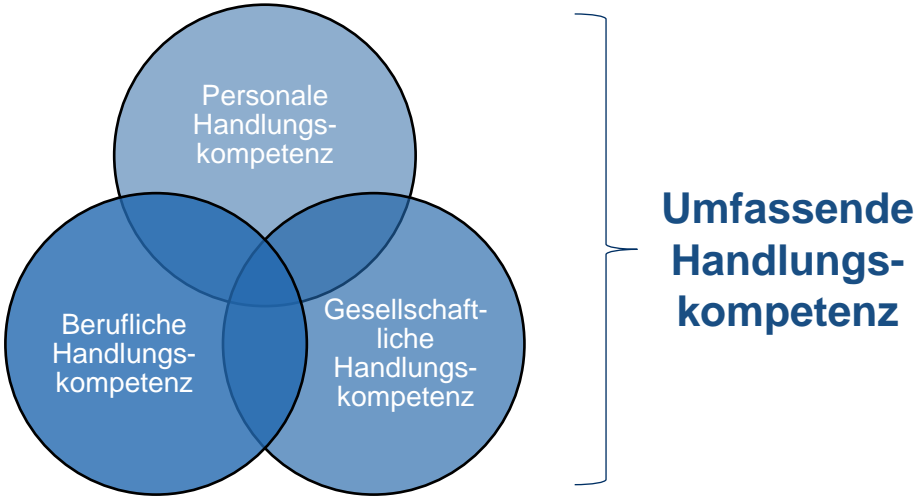 Personale
Handlungs-
kompetenz
Berufliche
Handlungs-
kompetenz
Gesellschaft-
liche
Handlungs-
kompetenz
Umfassende
Handlungs-
kompetenz